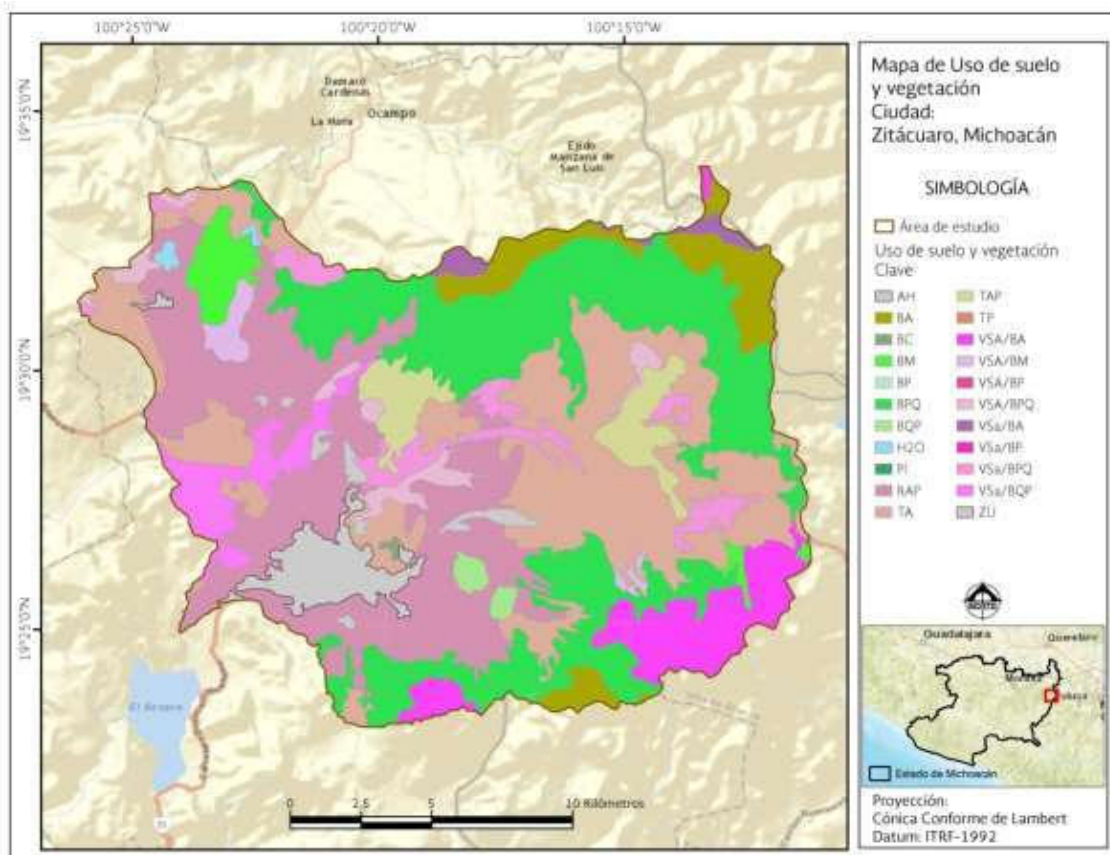 100°25'0"W
100°20'0"W
100°15'0"W
19°35'0"N
19°30'0"N
19°25'0"N
Cardenas
La Mora
Ocampo
Ejido
Manzana de
San Luis
El Bosque
0
2.5
5
10 Kilómetros
Mapa de Uso de suelo
y vegetación
Ciudad:
Zitácuaro, Michoacán
SIMBOLOGÍA
Área de estudio
Uso de suelo y vegetación
Clave
AH
BA
BC
BM
BP
BPQ
BQP
H2O
PI
RAP
TA
TAP
TP
VSA/BA
VSA/BM
VSA/BP
VSA/BPQ
VSa/BA
VSa/BP
VSa/BPQ
VSa/BQP
ZU
NORTE
Guadalajara
Querétaro
Toluca
Estado de Michoacán
Proyección:
Cónica Conforme de Lambert
Datum: ITRF-1992